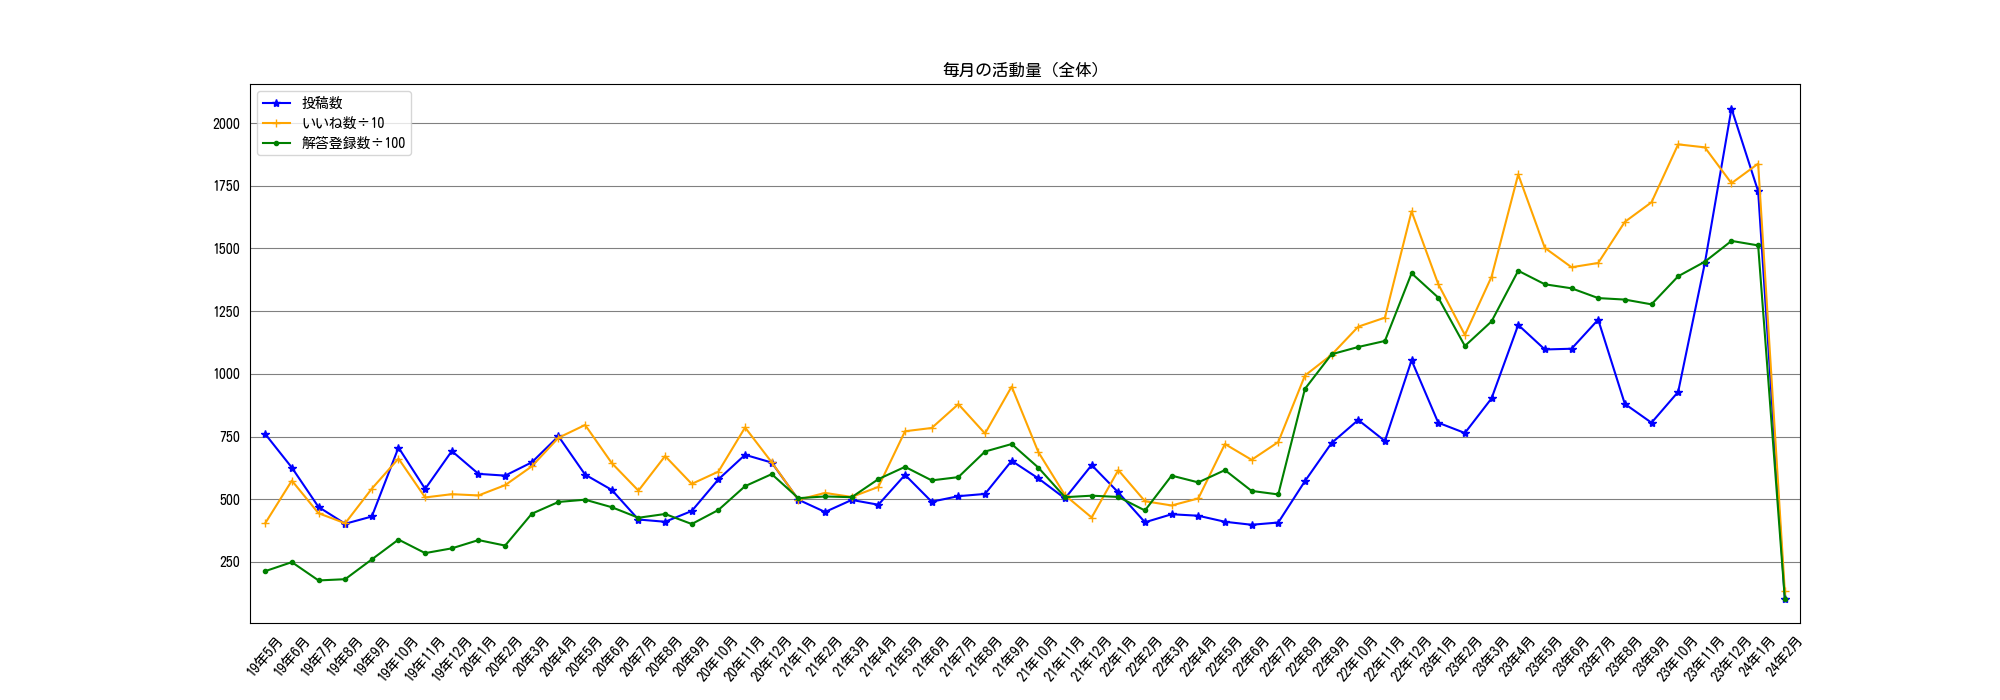 毎月の活動量（全体）
投稿数
いいね数÷10
解答登録数÷100
2000
1750
1500
1250
1000
750
500
250
19年5月
19年6月
19年7月
19年8月
19年9月
19年10月
19年11月
19年12月
20年1月
20年2月
20年3月
20年4月
20年5月
20年6月
20年7月
20年8月
20年9月
20年10月
20年11月
20年12月
21年1月
21年2月
21年3月
21年4月
21年5月
21年6月
21年7月
21年8月
21年9月
21年10月
21年11月
21年12月
22年1月
22年2月
22年3月
22年4月
22年5月
22年6月
22年7月
22年8月
22年9月
22年10月
22年11月
22年12月
23年1月
23年2月
23年3月
23年4月
23年5月
23年6月
23年7月
23年8月
23年9月
23年10月
23年11月
23年12月
24年1月
24年2月